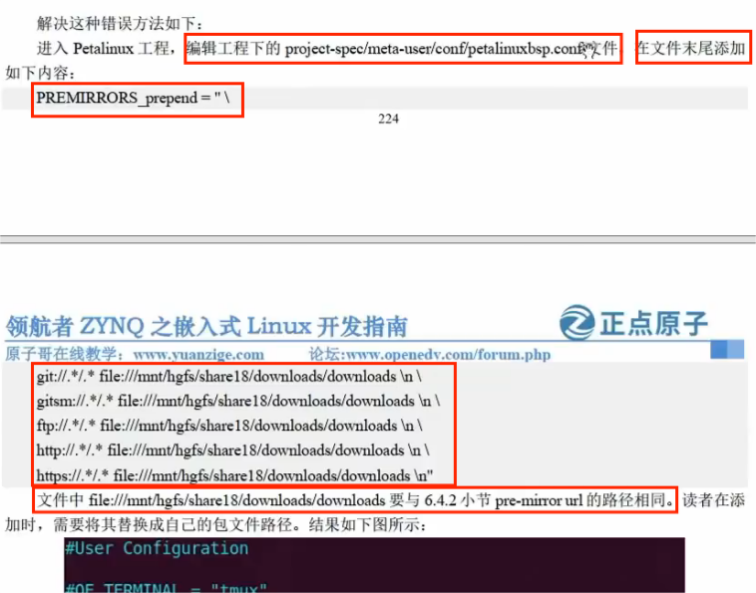 解决这种错误方法如下：
进入 Petalinux 工程，编辑工程下的 project-spec/meta-user/conf/petalinuxbsp.conf 文件，在文件末尾添加
如下内容：
PREMIRRORS_prepend = " \
224
领航者 ZYNQ 之嵌入式 Linux 开发指南
正点原子
原子哥在线教学：www.yuanzige.com 论坛:www.openedv.com/forum.php
git://.*/.* file:///mnt/hgfs/share18/downloads/downloads \n \
gitsm://.*/.* file:///mnt/hgfs/share18/downloads/downloads \n \
ftp://.*/.* file:///mnt/hgfs/share18/downloads/downloads \n \
http://.*/.* file:///mnt/hgfs/share18/downloads/downloads \n \
https://.*/.* file:///mnt/hgfs/share18/downloads/downloads \n"
文件中 file:///mnt/hgfs/share18/downloads/downloads 要与 6.4.2 小节 pre-mirror url 的路径相同。读者在添
加时，需要将其替换成自己的包文件路径。结果如下图所示：
#User Configuration
#OE_TERMINAL = "tmux"